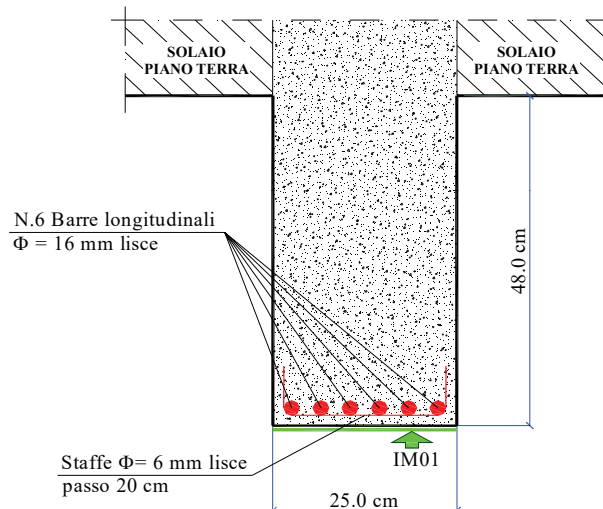 SOLAIO
PIANO TERRA
SOLAIO
PIANO TERRA
N.6 Barre longitudinali
Φ = 16 mm lisce
48.0 cm
Staffe Φ= 6 mm lisce
passo 20 cm
IM01
25.0 cm